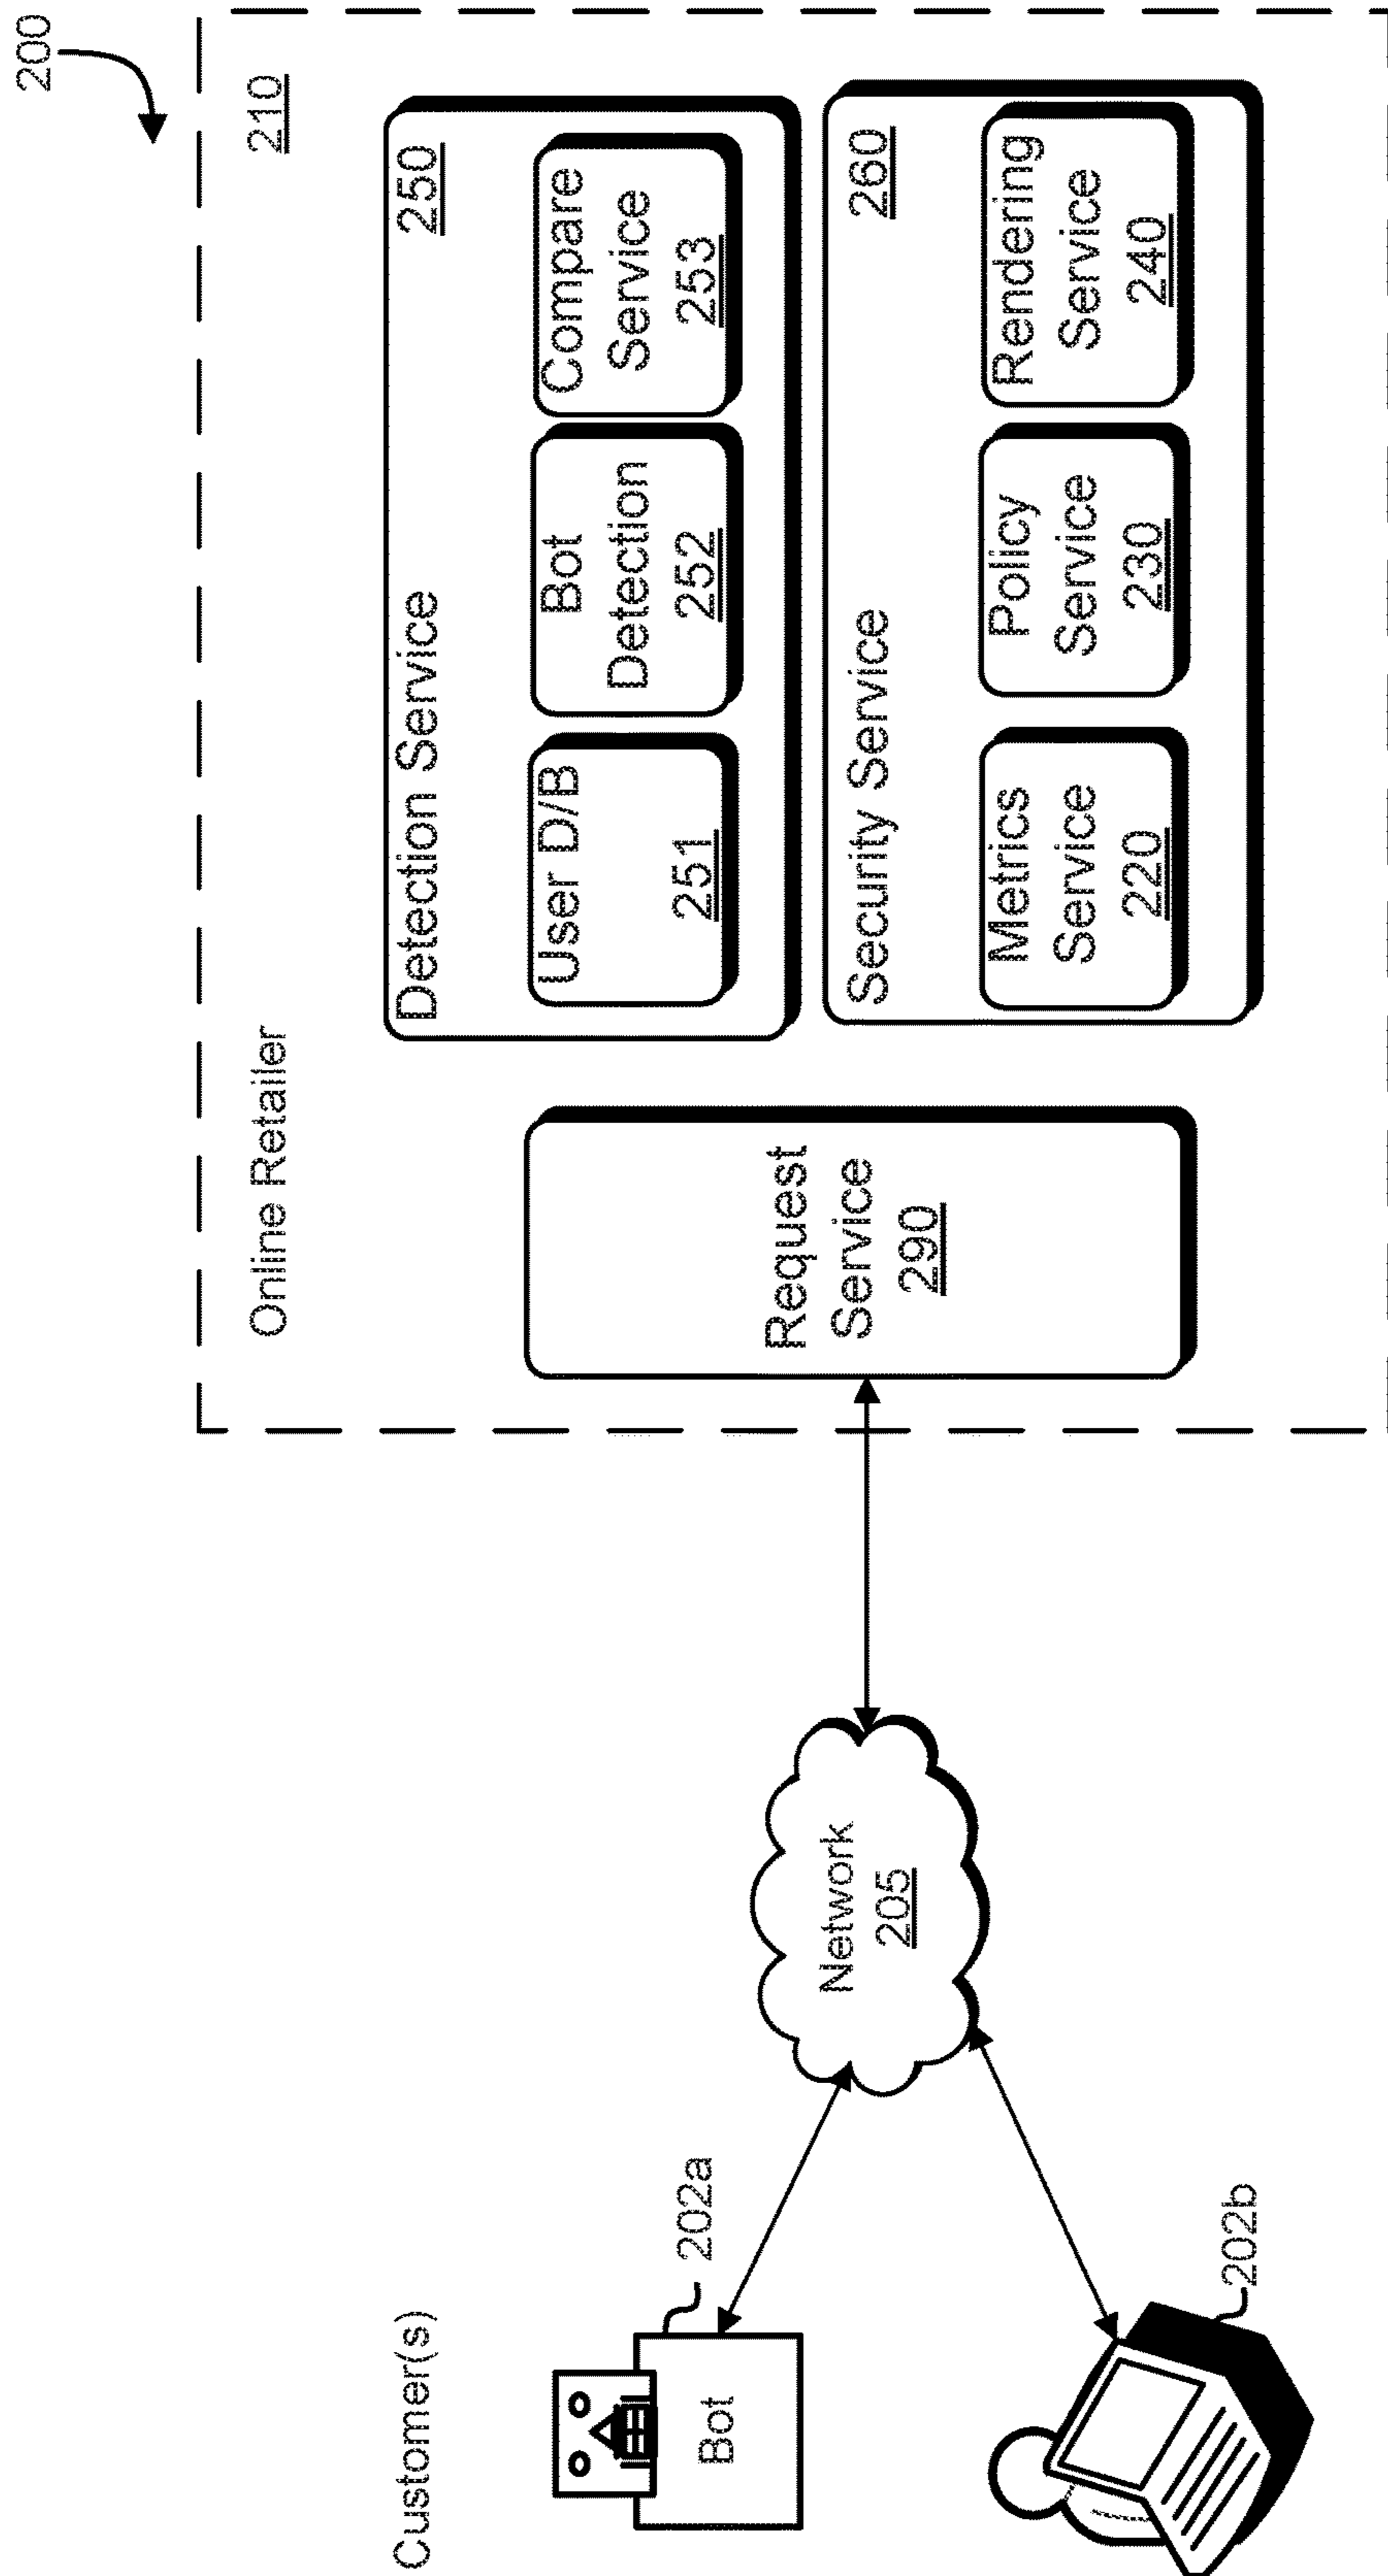 200
Customer(s)
Online Retailer
210
Bot
202a
202b
Network
205
Request
Service
290
Detection Service
250
User D/B
251
Bot
Detection
252
Compare
Service
253
Security Service
260
Metrics
Service
220
Policy
Service
230
Rendering
Service
240